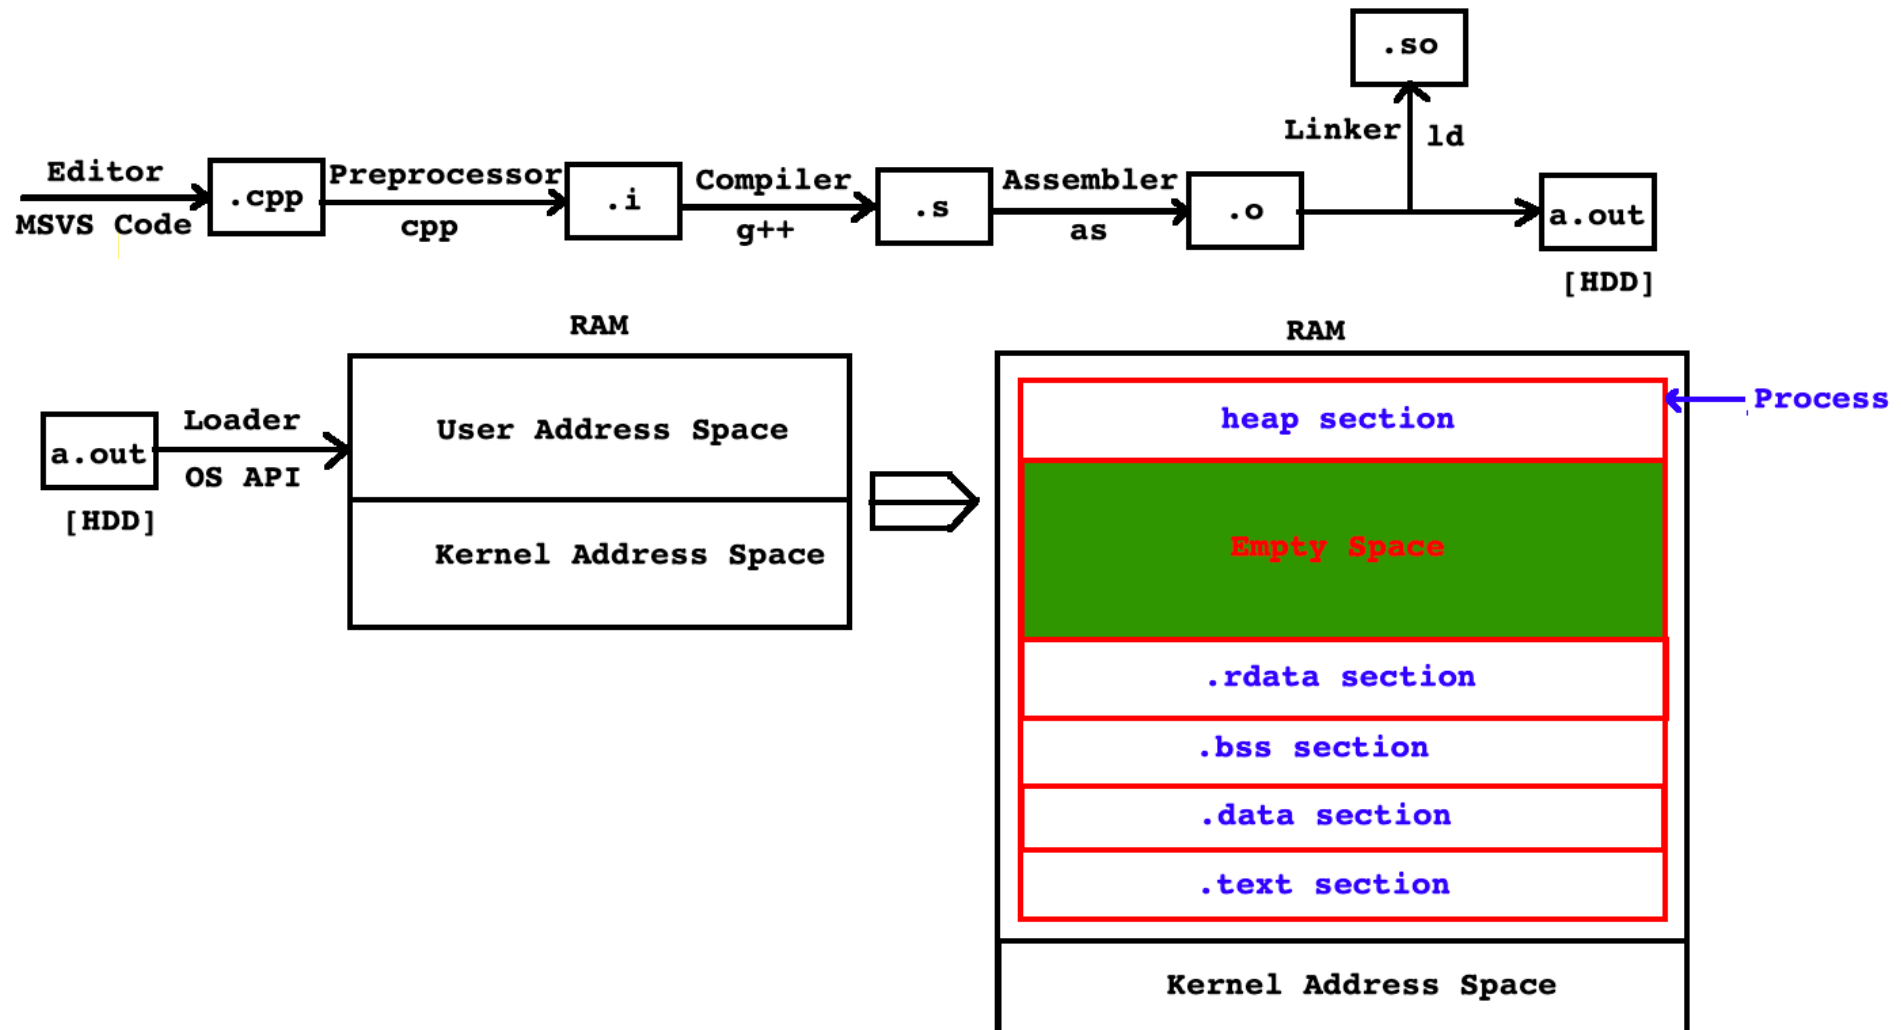 .so
Linker ld
Editor
MSVS Code
.cpp
Preprocessor
cpp
.i
Compiler
g++
.s
Assembler
as
.o
a.out
[HDD]
a.out
[HDD]
Loader
OS API
RAM
User Address Space
Kernel Address Space
RAM
Process
heap section
Empty Space
.rdata section
.bss section
.data section
.text section
Kernel Address Space